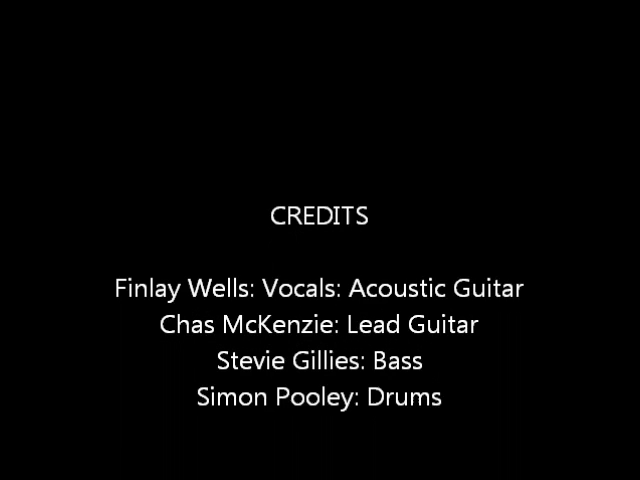 CREDITS
Finlay Wells: Vocals: Acoustic Guitar
Chas McKenzie: Lead Guitar
Stevie Gillies: Bass
Simon Pooley: Drums